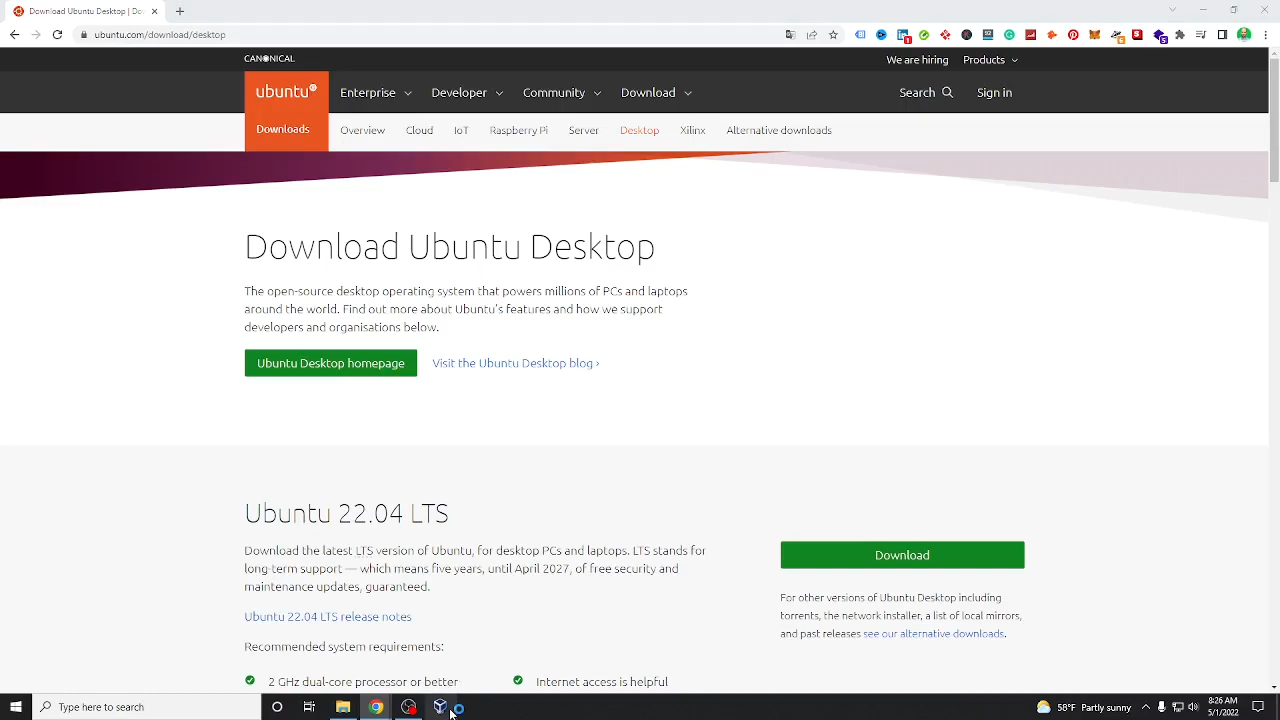 Download Ubuntu Desktop | Do
ubuntu.com/download/desktop
CANONICAL
We are hiring
Products
ubuntu
Enterprise
Developer
Community
Download
Search
Sign in
Downloads
Overview
Cloud
IoT
Raspberry Pi
Server
Desktop
Xilinx
Alternative downloads
Download Ubuntu Desktop
The open-source desktop operating system that powers millions of PCs and laptops
around the world. Find out more about Ubuntu's features and how we support
developers and organisations below.
Ubuntu Desktop homepage
Visit the Ubuntu Desktop blog ›
Ubuntu 22.04 LTS
Download the latest LTS version of Ubuntu, for desktop PCs and laptops. LTS stands for
long-term support — which means five years, until April 2027, of free security and
maintenance updates, guaranteed.
Ubuntu 22.04 LTS release notes
Recommended system requirements:
2 GHz dual-core processor or better
Internet access is helpful
Download
For other versions of Ubuntu Desktop including
torrents, the network installer, a list of local mirrors,
and past releases see our alternative downloads.
Type here to search
58°F Partly sunny
8:26 AM
5/1/2022